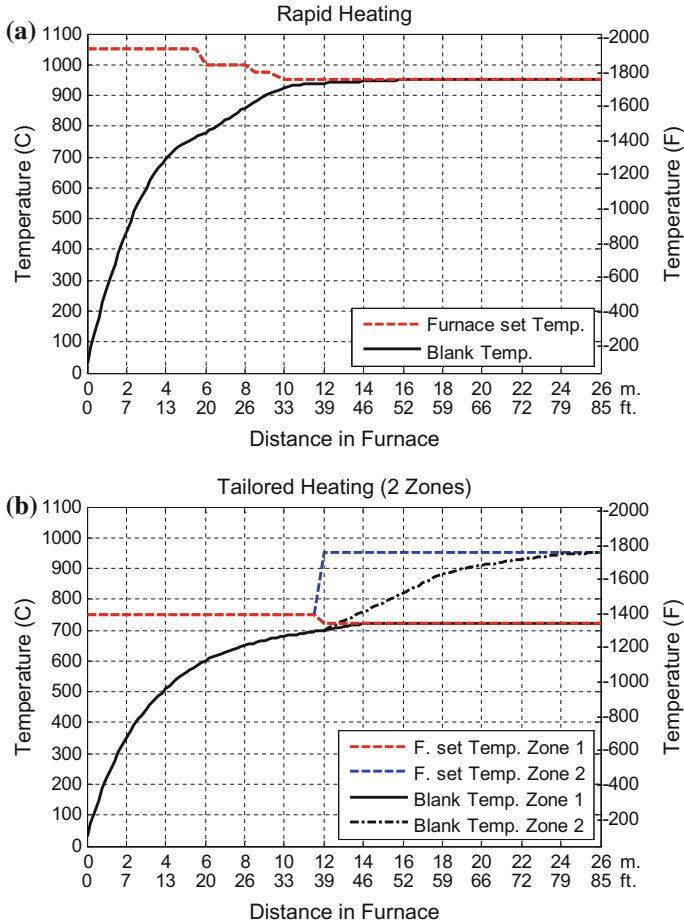 Rapid Heating
(a)
1100
1000
900
800
700
600
500
400
300
200
100
0
Temperature (C)
2000
1800
1600
1400
1200
1000
800
600
400
200
Temperature (F)
Furnace set Temp.
Blank Temp.
0 2 4 6 8 10 12 14 16 18 20 22 24 26 m.
0 7 13 20 26 33 39 46 52 59 66 72 79 85 ft.
Distance in Furnace
Tailored Heating (2 Zones)
(b)
1100
1000
900
800
700
600
500
400
300
200
100
0
Temperature (C)
2000
1800
1600
1400
1200
1000
800
600
400
200
Temperature (F)
F. set Temp. Zone 1
F. set Temp. Zone 2
Blank Temp. Zone 1
Blank Temp. Zone 2
0 2 4 6 8 10 12 14 16 18 20 22 24 26 m.
0 7 13 20 26 33 39 46 52 59 66 72 79 85 ft.
Distance in Furnace